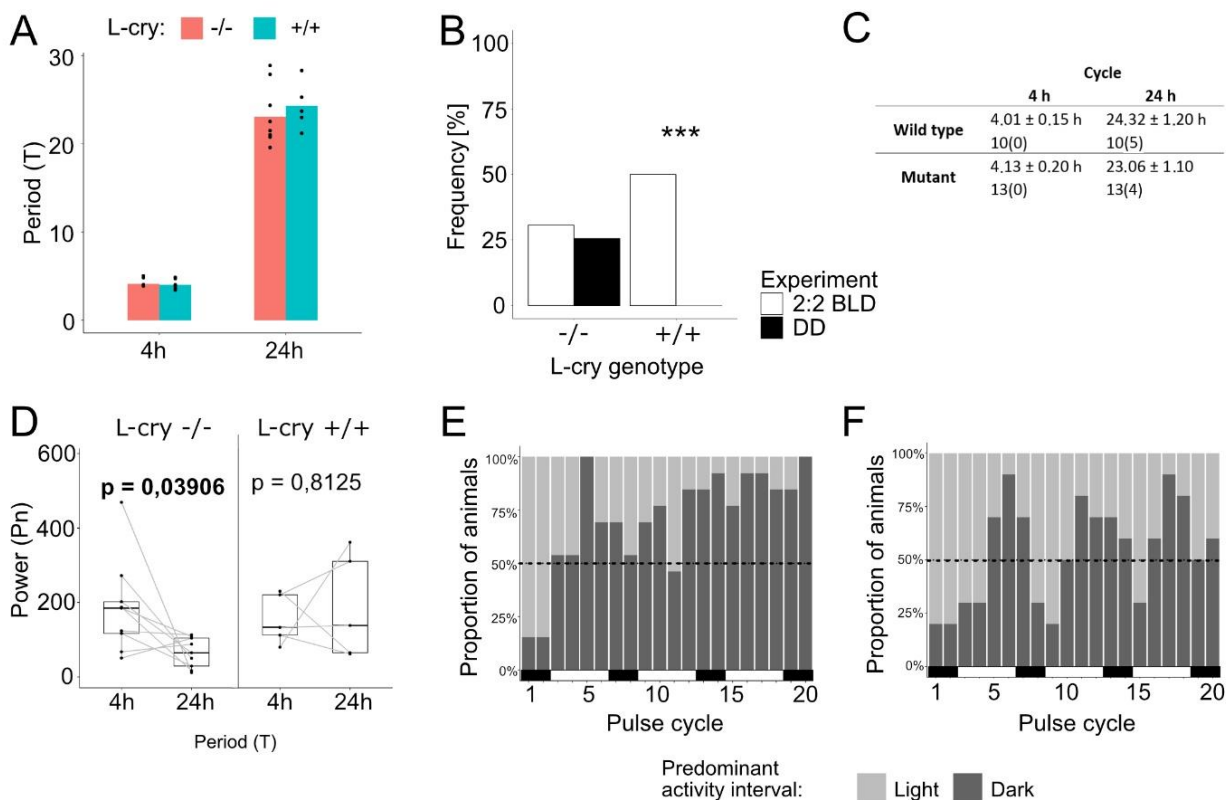 A
L-cry: -/- +/+
Period (T)
30
20
10
0
4h 24h
B
Frequency [%]
100
75
50
25
0
***
-/- +/+
L-cry genotype
Experiment
2:2 BLD
DD
C
Cycle
4 h 24 h
Wild type 4.01 ± 0.15 h 24.32 ± 1.20 h
10(0) 10(5)
Mutant 4.13 ± 0.20 h 23.06 ± 1.10
13(0) 13(4)
D
L-cry -/- L-cry +/+
Power (Pn)
600
400
200
0
p = 0,03906 p = 0,8125
4h 24h 4h 24h
Period (T)
E
Proportion of animals
100%
75%
50%
25%
0%
1 5 10 15 20
Pulse cycle
F
Proportion of animals
100%
75%
50%
25%
0%
1 5 10 15 20
Pulse cycle
Predominant
activity interval: Light Dark